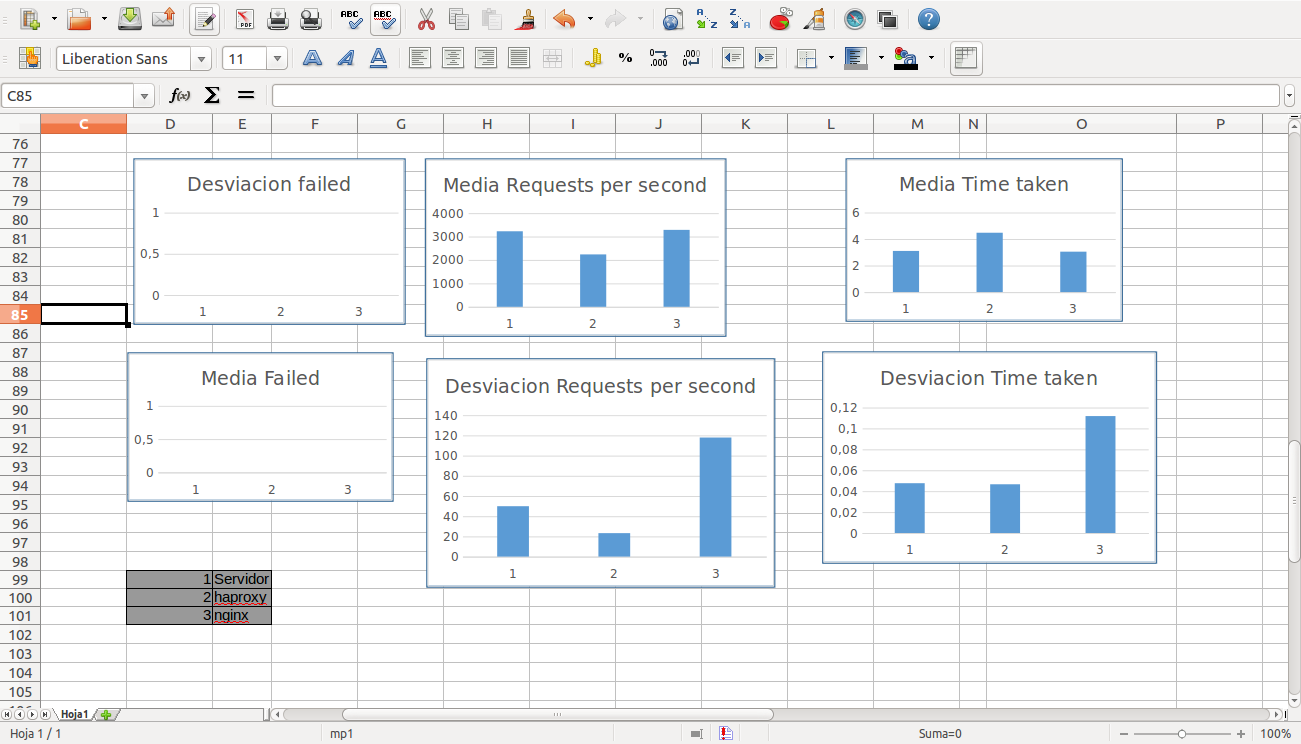 ABC ABC
Liberation Sans 11
C85
C D E F G H I J K L M N O P
76
77
78
79
80
81
82
83
84
85
86
87
88
89
90
91
92
93
94
95
96
97
98
99
100
101
102
103
104
105
Desviacion failed
1
0,5
0
1 2 3
Media Requests per second
4000
3000
2000
1000
0
1 2 3
Media Time taken
6
4
2
0
1 2 3
Media Failed
1
0,5
0
1 2 3
Desviacion Requests per second
140
120
100
80
60
40
20
0
1 2 3
Desviacion Time taken
0,12
0,1
0,08
0,06
0,04
0,02
0
1 2 3
1 Servidor
2 haproxy
3 nginx
Hoja1
Hoja 1 / 1 mp1 Suma=0 100%